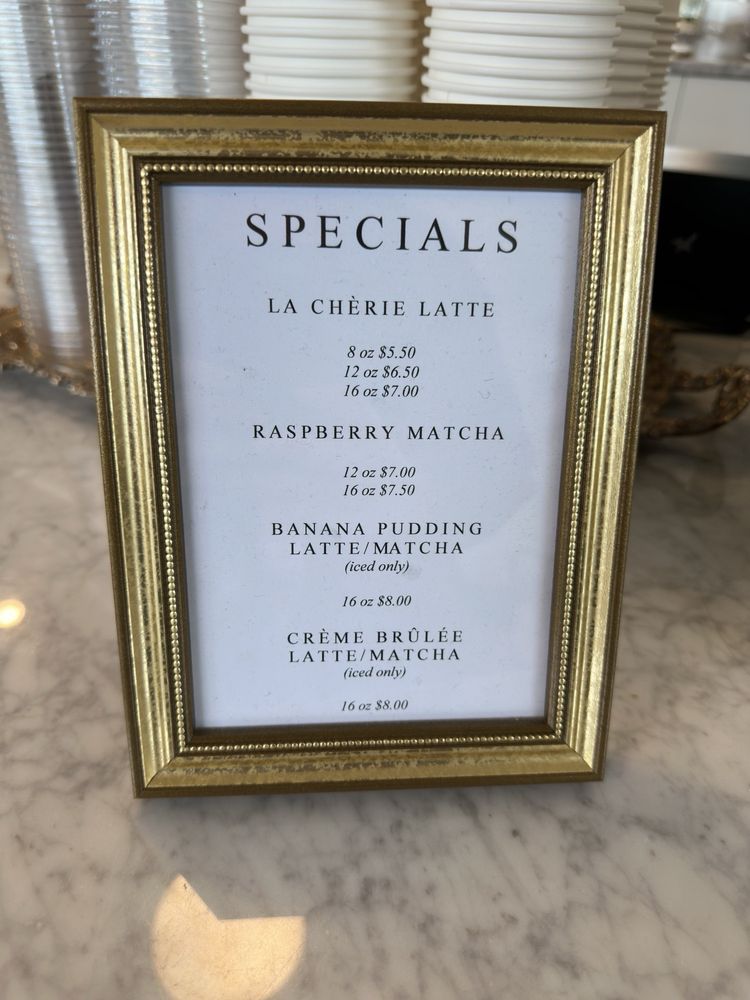 SPECIALS
LA CHÈRIE LATTE
8 oz $5.50
12 oz $6.50
16 oz $7.00
RASPBERRY MATCHA
12 oz $7.00
16 oz $7.50
BANANA PUDDING
LATTE/MATCHA
(iced only)
16 oz $8.00
CRÈME BRÛLÉE
LATTE/MATCHA
(iced only)
16 oz $8.00